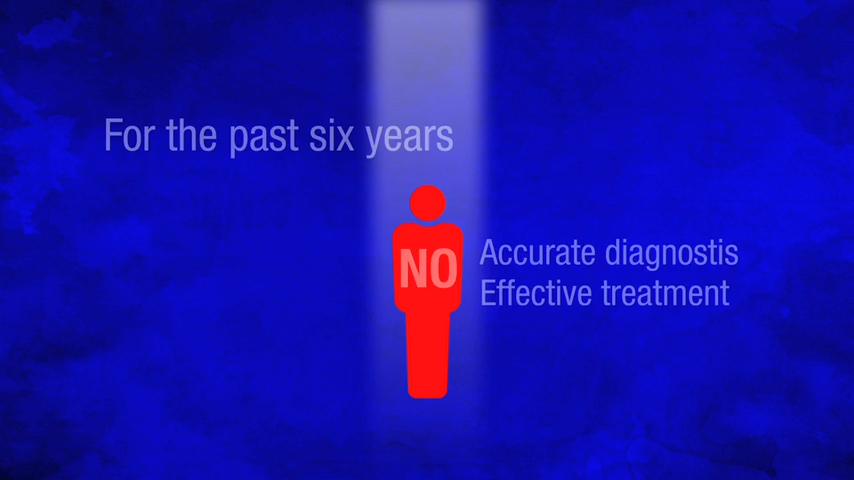 For the past six years
NO
Accurate diagnostis
Effective treatment